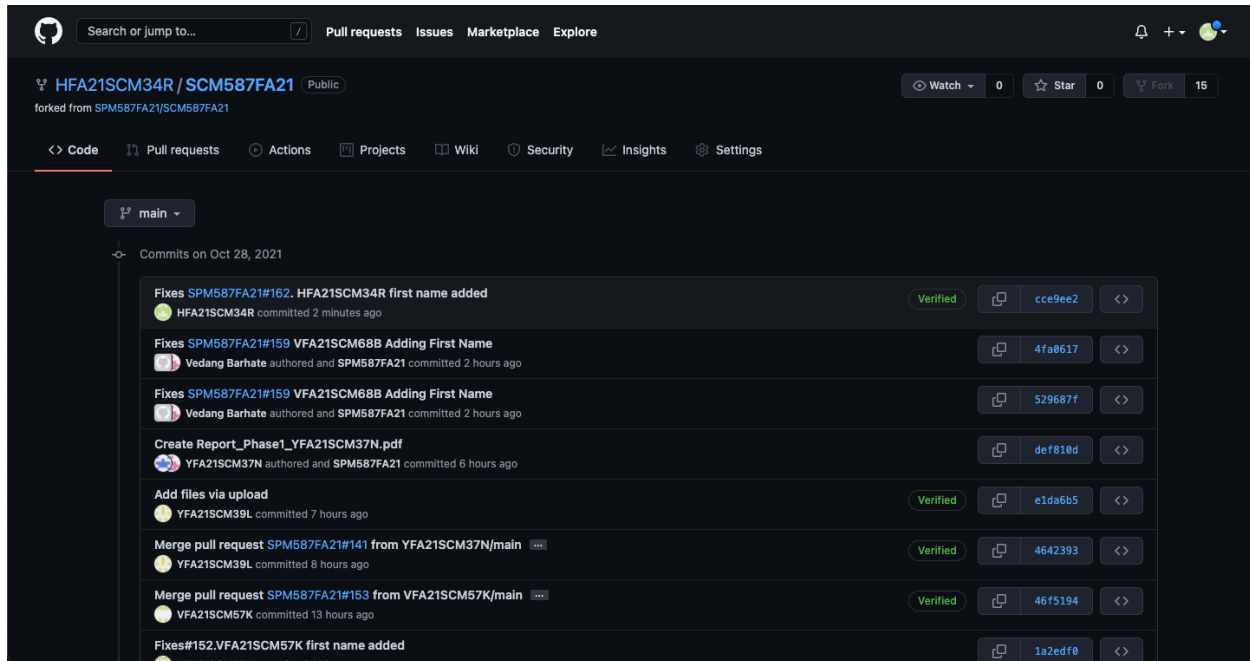 Search or jump to... /
Pull requests Issues Marketplace Explore
HFA21SCM34R / SCM587FA21 Public
Watch 0 Star 0 Fork 15
forked from SPM587FA21/SCM587FA21
Code Pull requests Actions Projects Wiki Security Insights Settings
main
Commits on Oct 28, 2021
Fixes SPM587FA21#162. HFA21SCM34R first name added
HFA21SCM34R committed 2 minutes ago
Verified cce9ee2
Fixes SPM587FA21#159 VFA21SCM68B Adding First Name
Vedang Barhate authored and SPM587FA21 committed 2 hours ago
4fa0617
Fixes SPM587FA21#159 VFA21SCM68B Adding First Name
Vedang Barhate authored and SPM587FA21 committed 2 hours ago
529687f
Create Report_Phase1_YFA21SCM37N.pdf
YFA21SCM37N authored and SPM587FA21 committed 6 hours ago
def810d
Add files via upload
YFA21SCM39L committed 7 hours ago
Verified e1da6b5
Merge pull request SPM587FA21#141 from YFA21SCM37N/main ...
YFA21SCM39L committed 8 hours ago
Verified 4642393
Merge pull request SPM587FA21#153 from VFA21SCM57K/main ...
VFA21SCM57K committed 13 hours ago
Verified 46f5194
Fixes#152.VFA21SCM57K first name added
1a2edf0